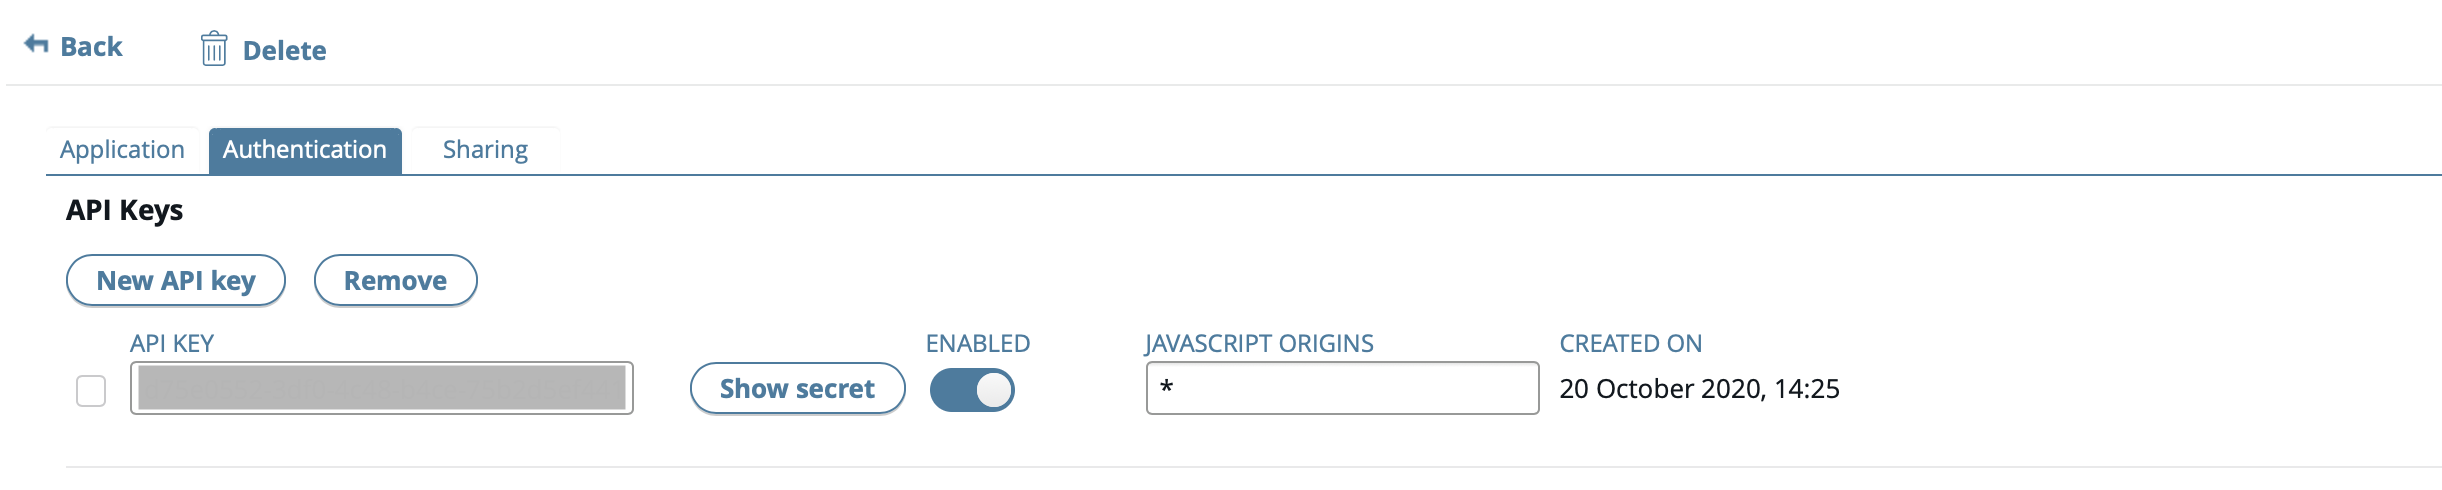 Back
Delete
Application
Authentication
Sharing
API Keys
New API key
Remove
API KEY
ENABLED
JAVASCRIPT ORIGINS
CREATED ON
Show secret
*
20 October 2020, 14:25